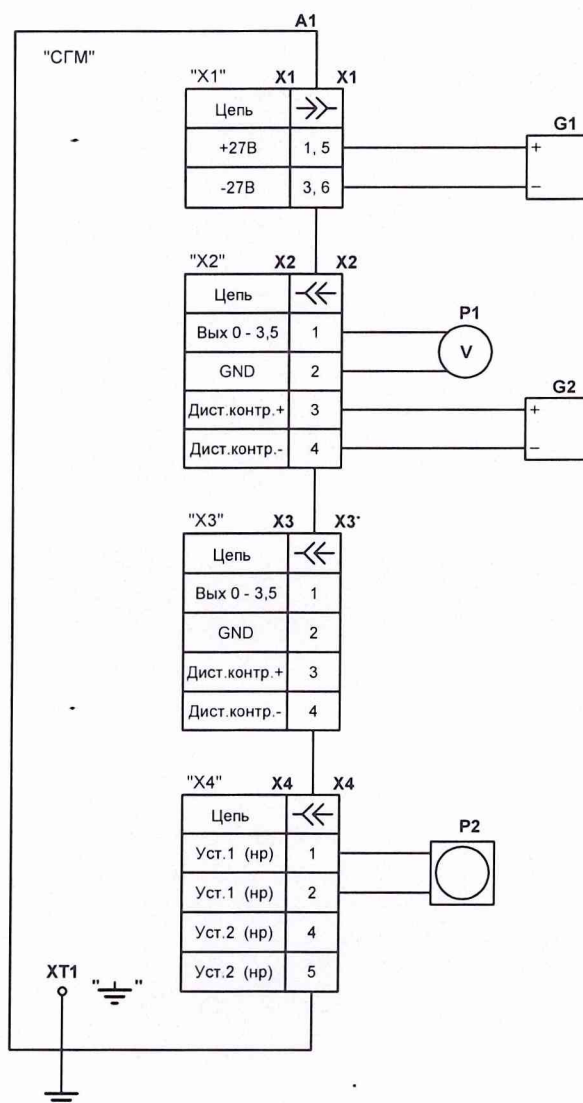 A1
"СГМ"
"X1" X1 X1
Цепь
G1
+27В 1, 5 +
-27В 3, 6 –
"X2" X2 X2
Цепь
P1
Вых 0 - 3,5 1
V
GND 2
G2
Дист.контр.+ 3 +
Дист.контр.- 4 –
"X3" X3 X3
Цепь
Вых 0 - 3,5 1
GND 2
Дист.контр.+ 3
Дист.контр.- 4
"X4" X4 X4
Цепь
P2
Уст.1 (нр) 1
Уст.1 (нр) 2
Уст.2 (нр) 4
Уст.2 (нр) 5
XT1 " "